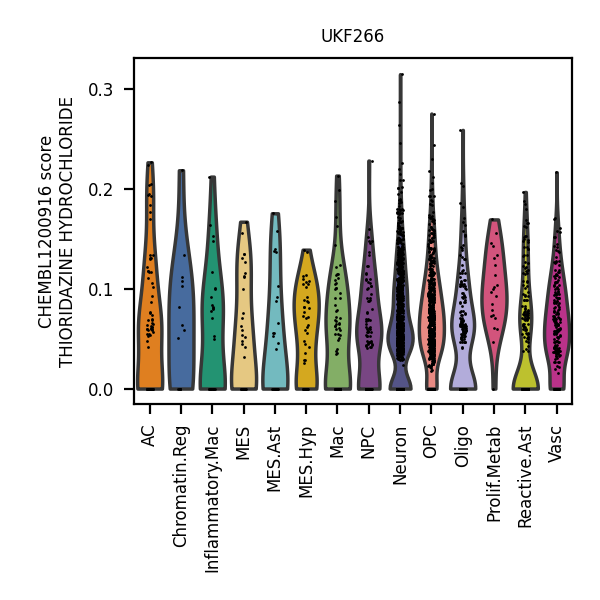 UKF266
CHEMBL1200916 score
THIORIDAZINE HYDROCHLORIDE
0.3
0.2
0.1
0.0
AC
Chromatin.Reg
Inflammatory.Mac
MES
MES.Ast
MES.Hyp
Mac
NPC
Neuron
OPC
Oligo
Prolif.Metab
Reactive.Ast
Vasc